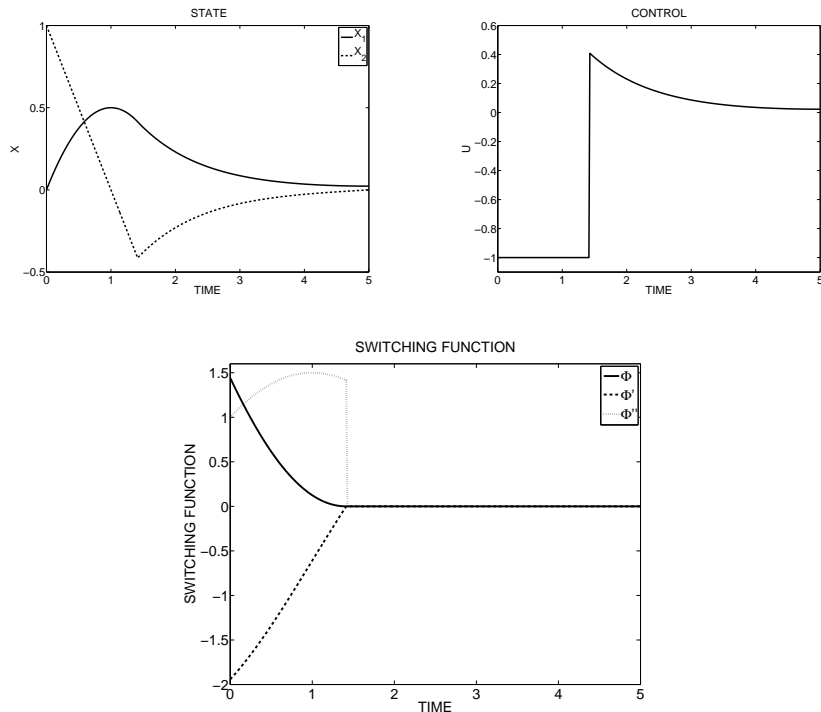 STATE
X₁
X₂
1
0.5
0
−0.5
X
0 1 2 3 4 5
TIME
CONTROL
0.6
0.4
0.2
0
−0.2
−0.4
−0.6
−0.8
−1
U
0 1 2 3 4 5
TIME
SWITCHING FUNCTION
Φ
Φ'
Φ''
1.5
1
0.5
0
−0.5
−1
−1.5
−2
SWITCHING FUNCTION
0 1 2 3 4 5
TIME